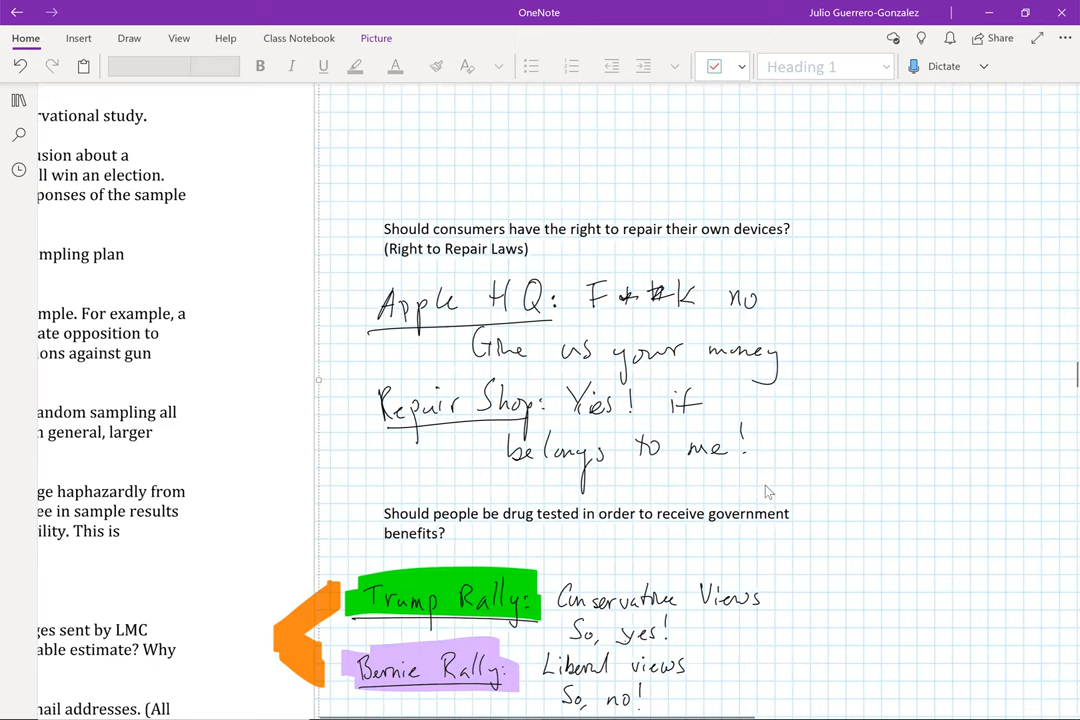 OneNote
Julio Guerrero-Gonzalez
Home Insert Draw View Help Class Notebook Picture
Share
B I U A
Heading 1
Dictate
rvational study.
usion about a
ll win an election.
ponses of the sample
mpling plan
mple. For example, a
ate opposition to
ions against gun
andom sampling all
n general, larger
ge haphazardly from
ee in sample results
ility. This is
ges sent by LMC
able estimate? Why
nail addresses. (All
Should consumers have the right to repair their own devices?
(Right to Repair Laws)
Apple HQ: F**K no
Give us your money
Repair Shop: Yes! it
belongs to me!
Should people be drug tested in order to receive government
benefits?
Trump Rally: Conservative Views
So, yes!
Bernie Rally: Liberal views
So, no!